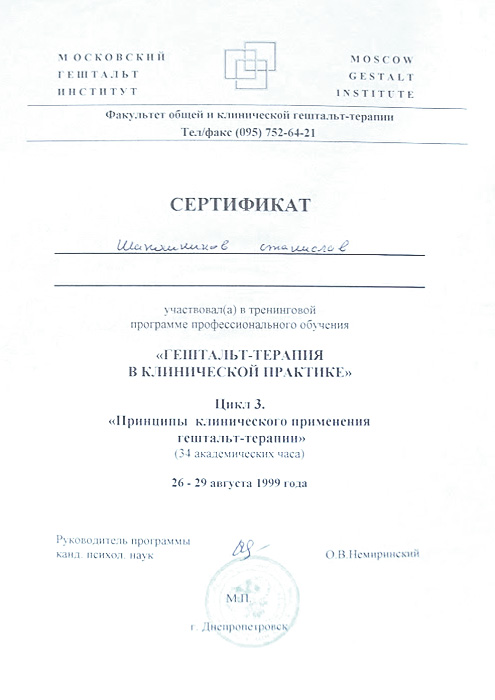 МОСКОВСКИЙ
ГЕШТАЛЬТ
ИНСТИТУТ
MOSCOW
GESTALT
INSTITUTE
Факультет общей и клинической гештальт-терапии
Тел/факс (095) 752-64-21
СЕРТИФИКАТ
Шапошников станислав
участвовал(а) в тренинговой
программе профессионального обучения
«ГЕШТАЛЬТ-ТЕРАПИЯ
В КЛИНИЧЕСКОЙ ПРАКТИКЕ»
Цикл 3.
«Принципы клинического применения
гештальт-терапии»
(34 академических часа)
26 - 29 августа 1999 года
Руководитель программы
канд. психол. наук
О.В.Немиринский
М.П.
г. Днепропетровск